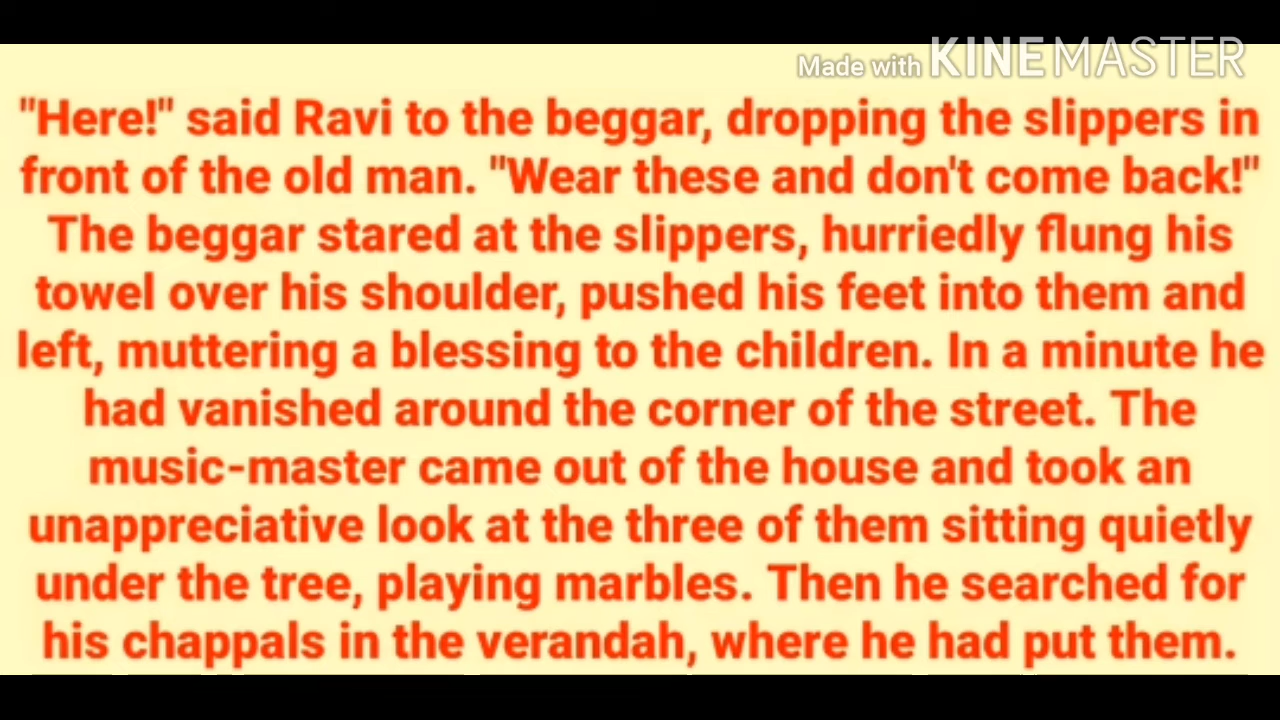 Made with KINEMASTER
"Here!" said Ravi to the beggar, dropping the slippers in
front of the old man. "Wear these and don't come back!"
The beggar stared at the slippers, hurriedly flung his
towel over his shoulder, pushed his feet into them and
left, muttering a blessing to the children. In a minute he
had vanished around the corner of the street. The
music-master came out of the house and took an
unappreciative look at the three of them sitting quietly
under the tree, playing marbles. Then he searched for
his chappals in the verandah, where he had put them.